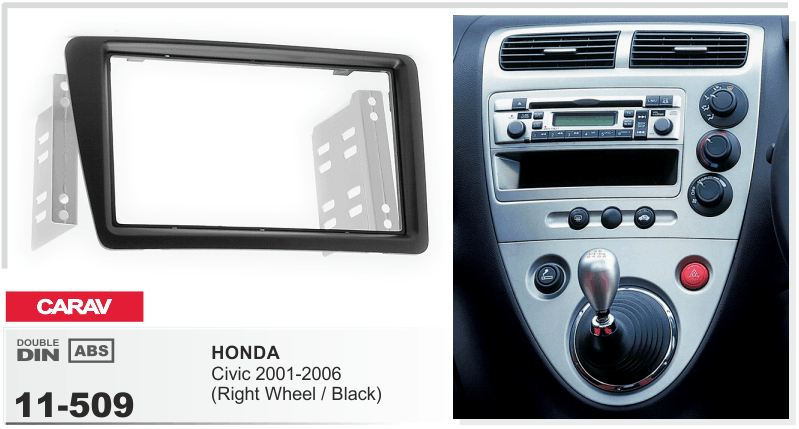 CARAV
DOUBLE
DIN
ABS
11-509
HONDA
Civic 2001-2006
(Right Wheel / Black)